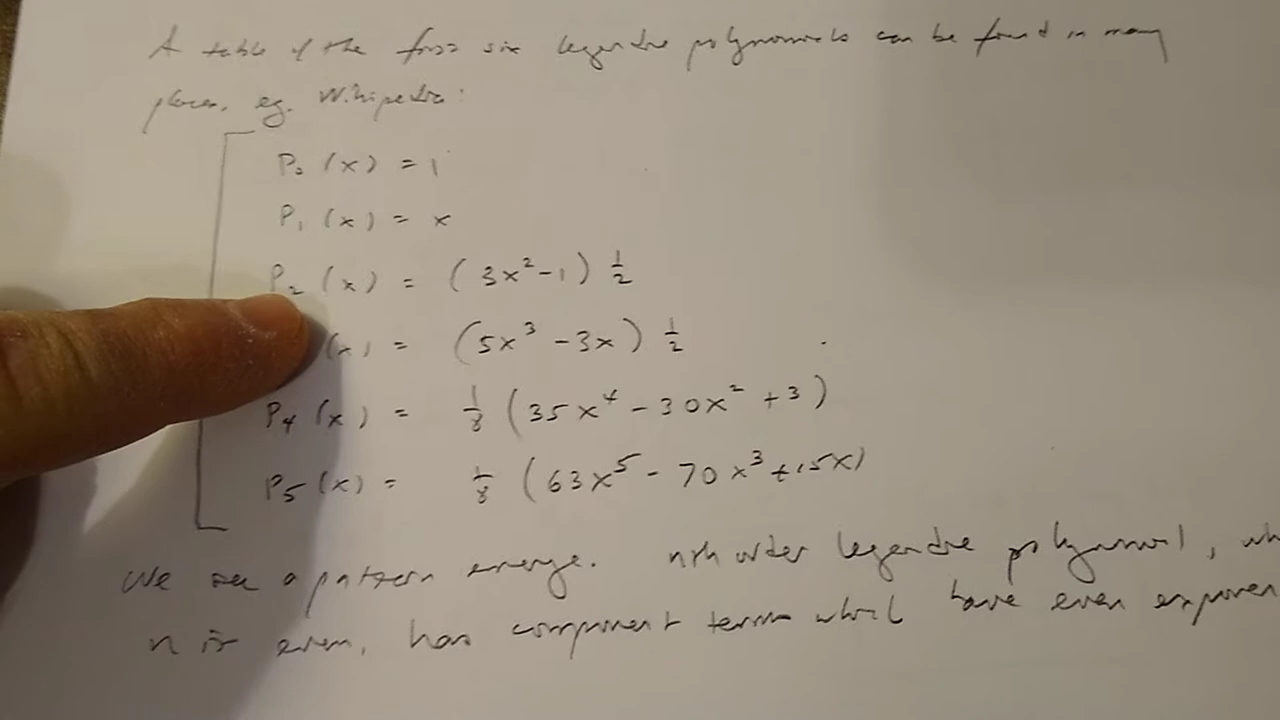 A table of the first six legendre polynomials can be found in many
places, eg. Wikipedia:
P₀ (x) = 1
P₁ (x) = x
P₂ (x) = (3x² - 1) 1/2
(x) = (5x³ - 3x) 1/2
P₄ (x) = 1/8 (35x⁴ - 30x² + 3)
P₅ (x) = 1/8 (63x⁵ - 70x³ + 15x)
We see a pattern emerge. nth order legendre polynomial, wh
n is even, has component terms which have even exponen